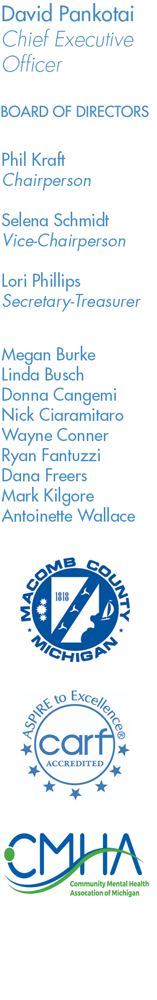 David Pankotai
Chief Executive
Officer
BOARD OF DIRECTORS
Phil Kraft
Chairperson
Selena Schmidt
Vice-Chairperson
Lori Phillips
Secretary-Treasurer
Megan Burke
Linda Busch
Donna Cangemi
Nick Ciaramitaro
Wayne Conner
Ryan Fantuzzi
Dana Freers
Mark Kilgore
Antoinette Wallace
MACOMB COUNTY
1818
MICHIGAN
ASPIRE to Excellence®
carf
ACCREDITED
CMHA
Community Mental Health
Assocation of Michigan